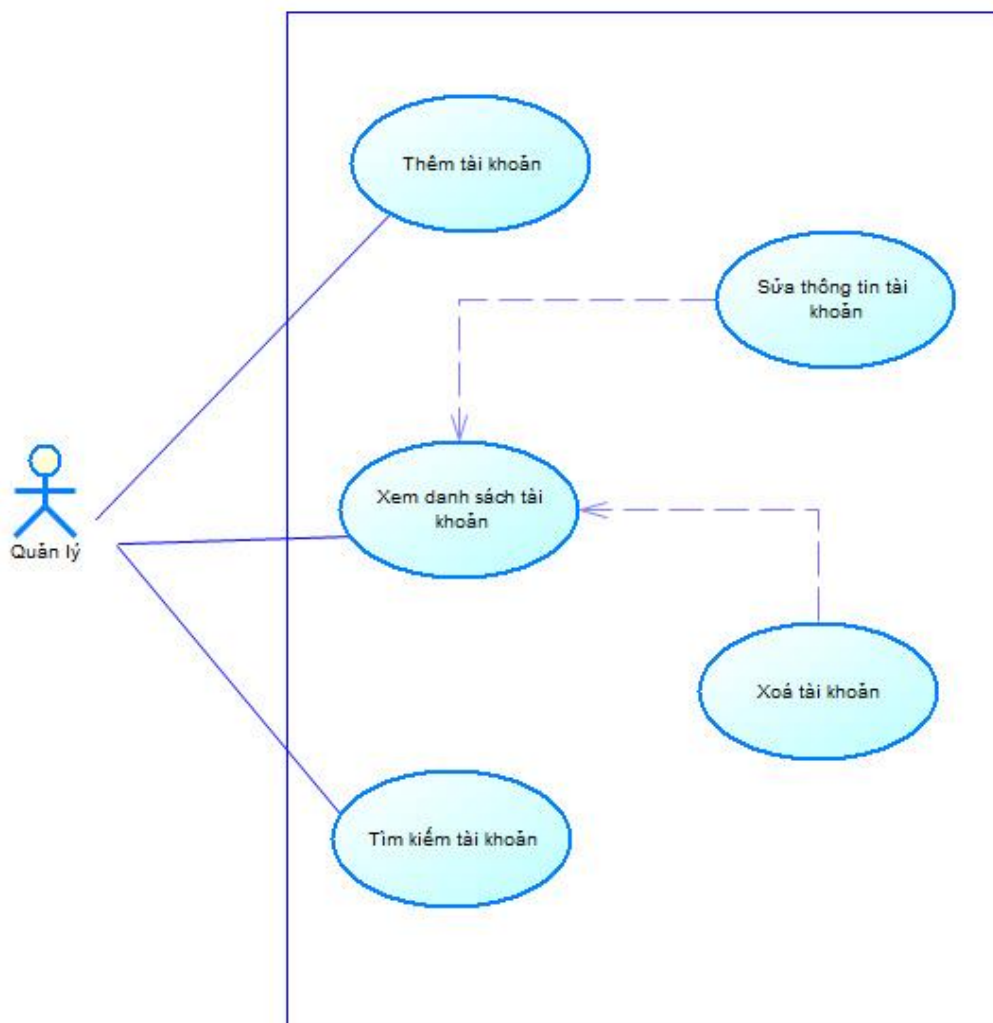 Thêm tài khoản
Sửa thông tin tài
khoản
Xem danh sách tài
khoản
Quản lý
Xoá tài khoản
Tìm kiếm tài khoản